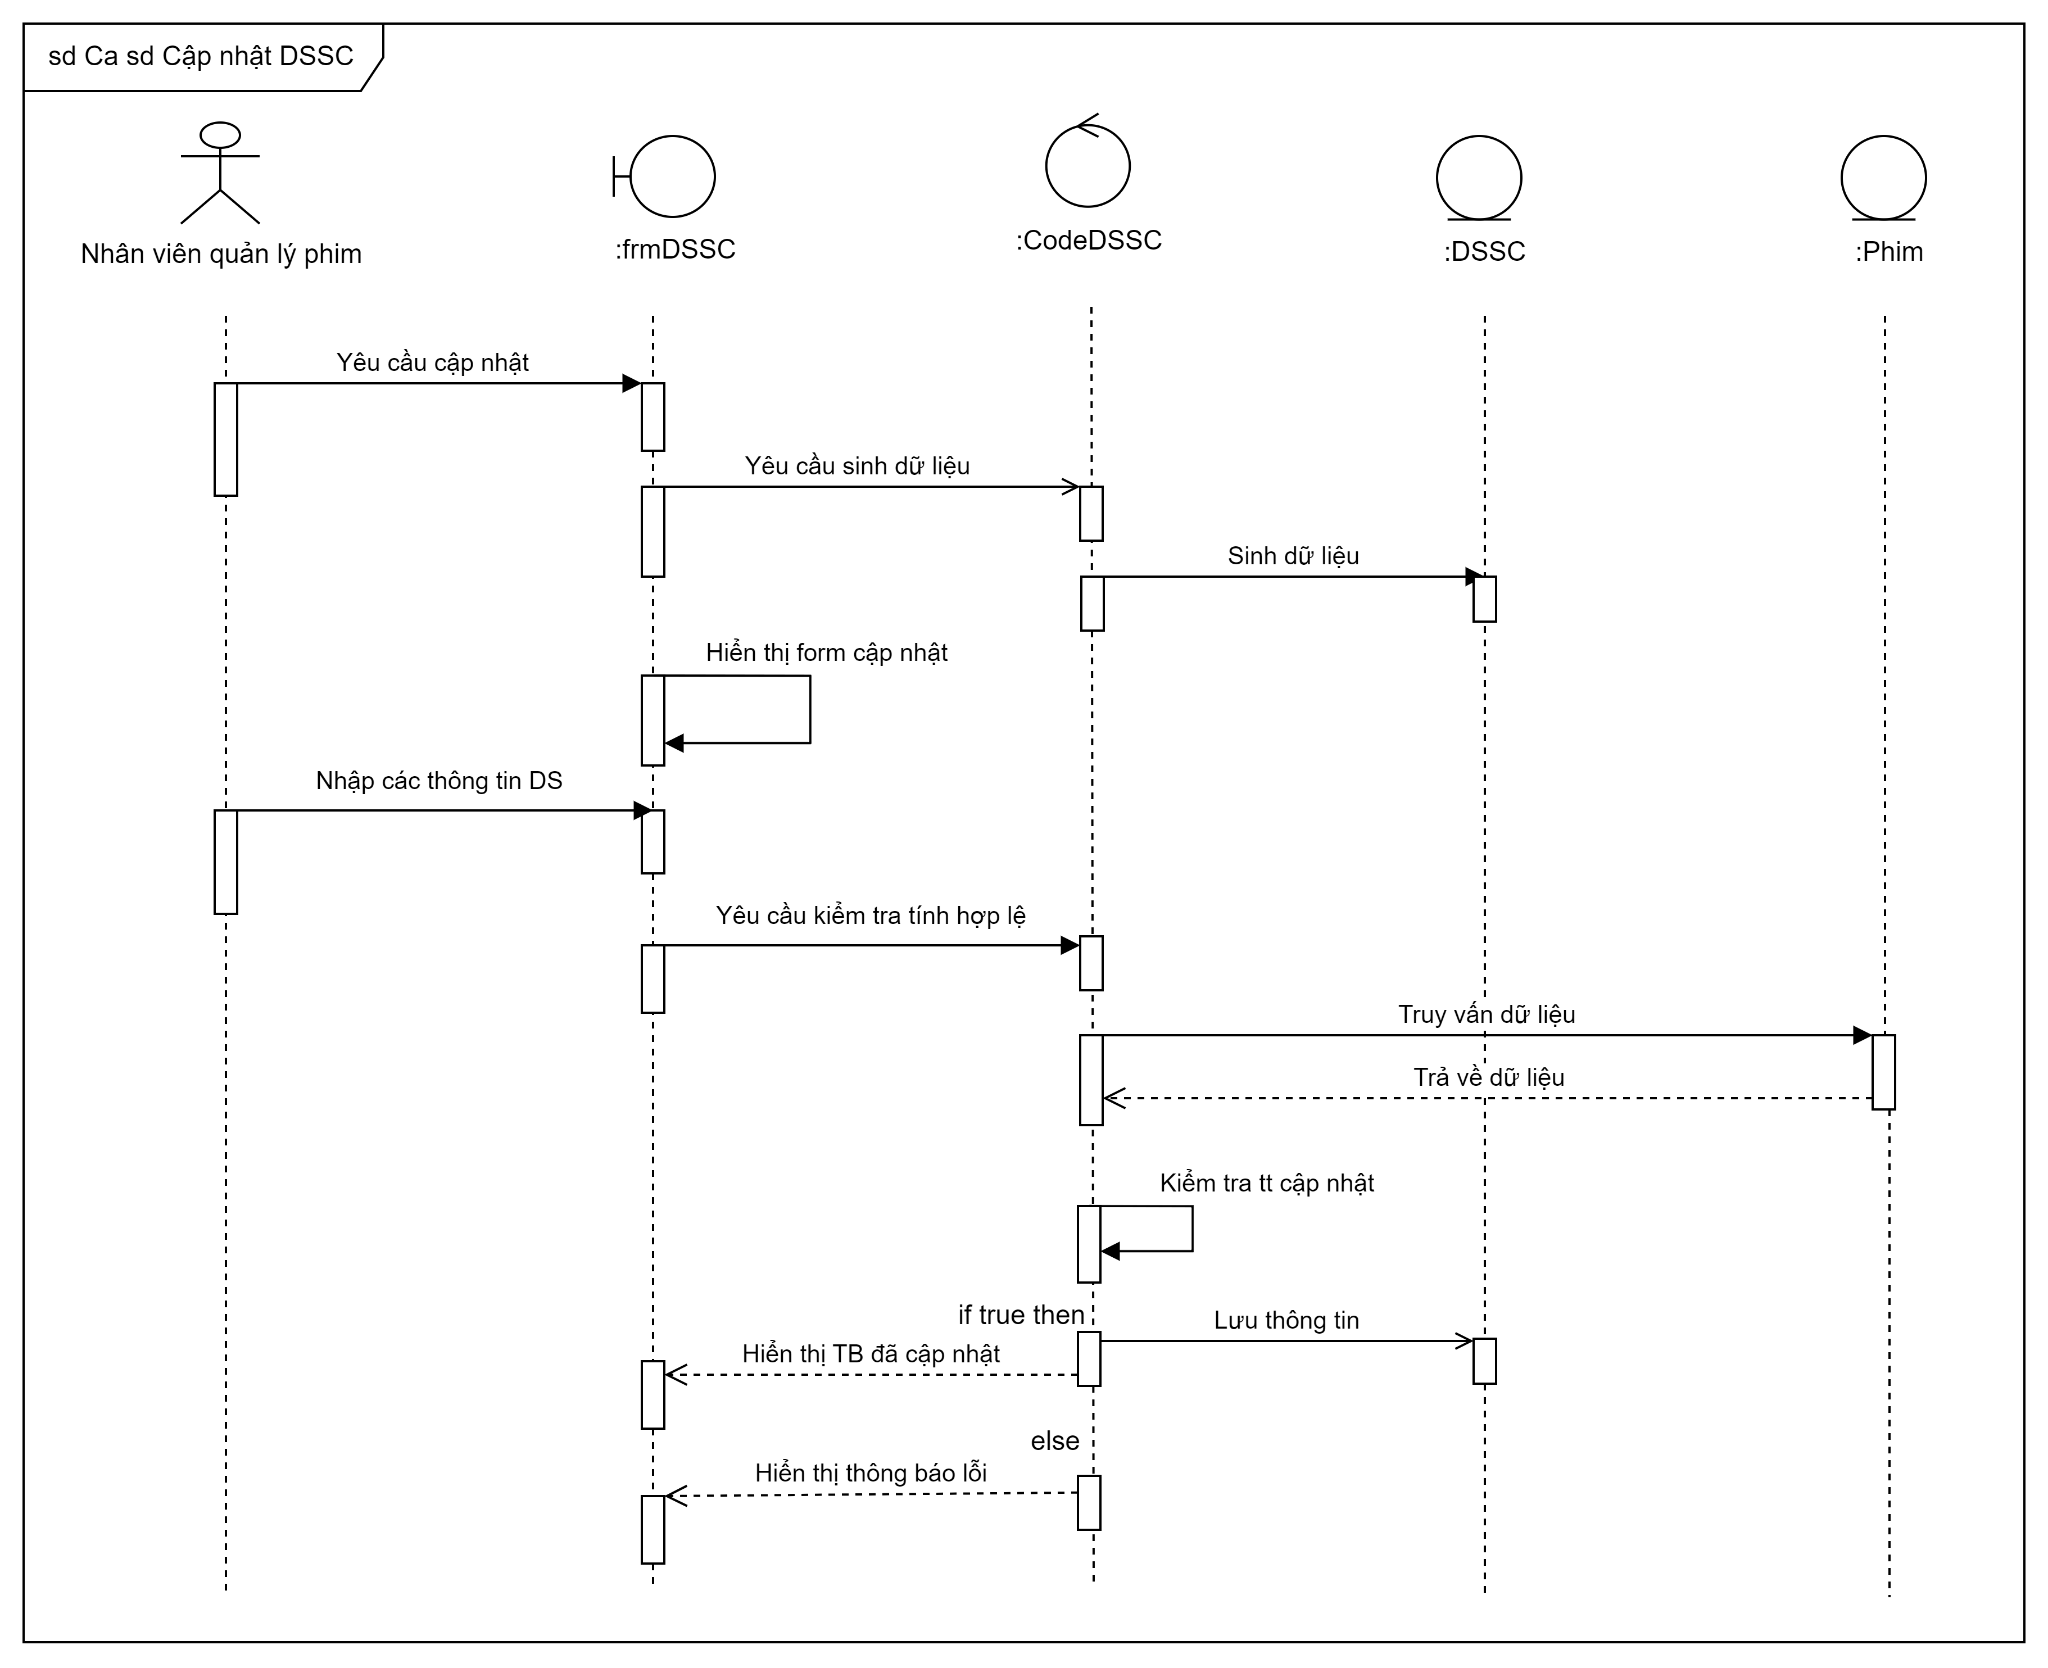 sd Ca sd Cập nhật DSSC
Nhân viên quản lý phim
:frmDSSC
:CodeDSSC
:DSSC
:Phim
Yêu cầu cập nhật
Yêu cầu sinh dữ liệu
Sinh dữ liệu
Hiển thị form cập nhật
Nhập các thông tin DS
Yêu cầu kiểm tra tính hợp lệ
Truy vấn dữ liệu
Trả về dữ liệu
Kiểm tra tt cập nhật
if true then
Lưu thông tin
Hiển thị TB đã cập nhật
else
Hiển thị thông báo lỗi